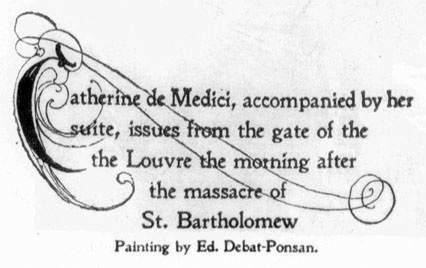 Catherine de Medici, accompanied by her
suite, issues from the gate of the
the Louvre the morning after
the massacre of
St. Bartholomew
Painting by Ed. Debat-Ponsan.